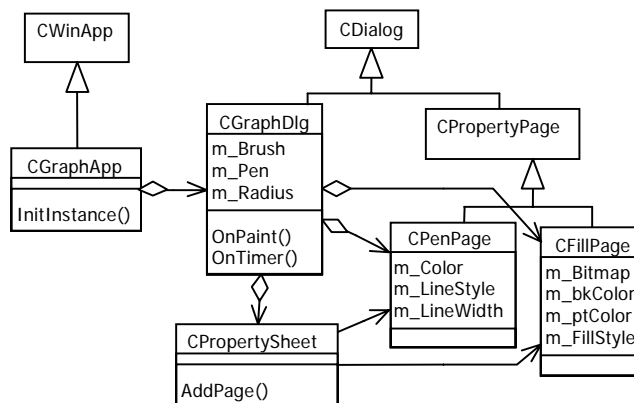 CWinApp
CDialog
CGraphDlg
m_Brush
m_Pen
m_Radius
OnPaint()
OnTimer()
CPropertyPage
CGraphApp
InitInstance()
CPenPage
m_Color
m_LineStyle
m_LineWidth
CFillPage
m_Bitmap
m_bkColor
m_ptColor
m_FillStyle
CPropertySheet
AddPage()